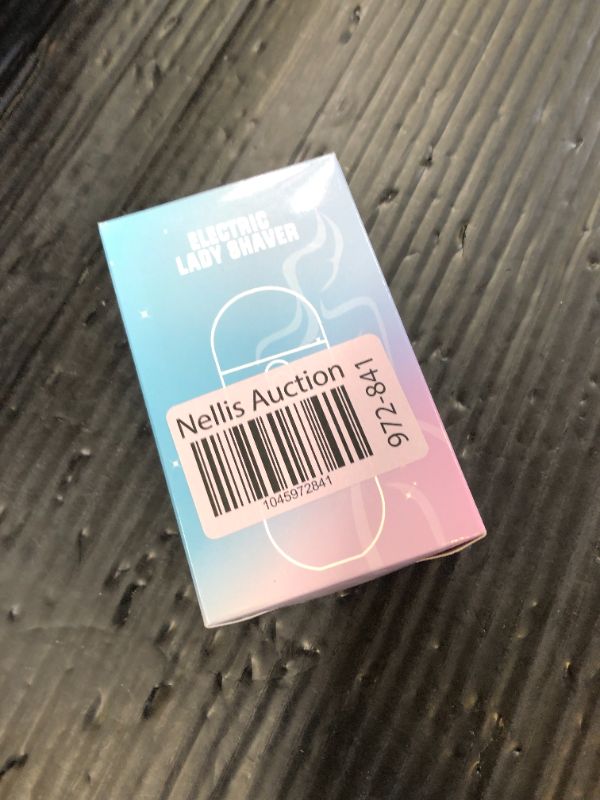 ELECTRIC
LADY SHAVER
Nellis Auction
972-841
1045972841